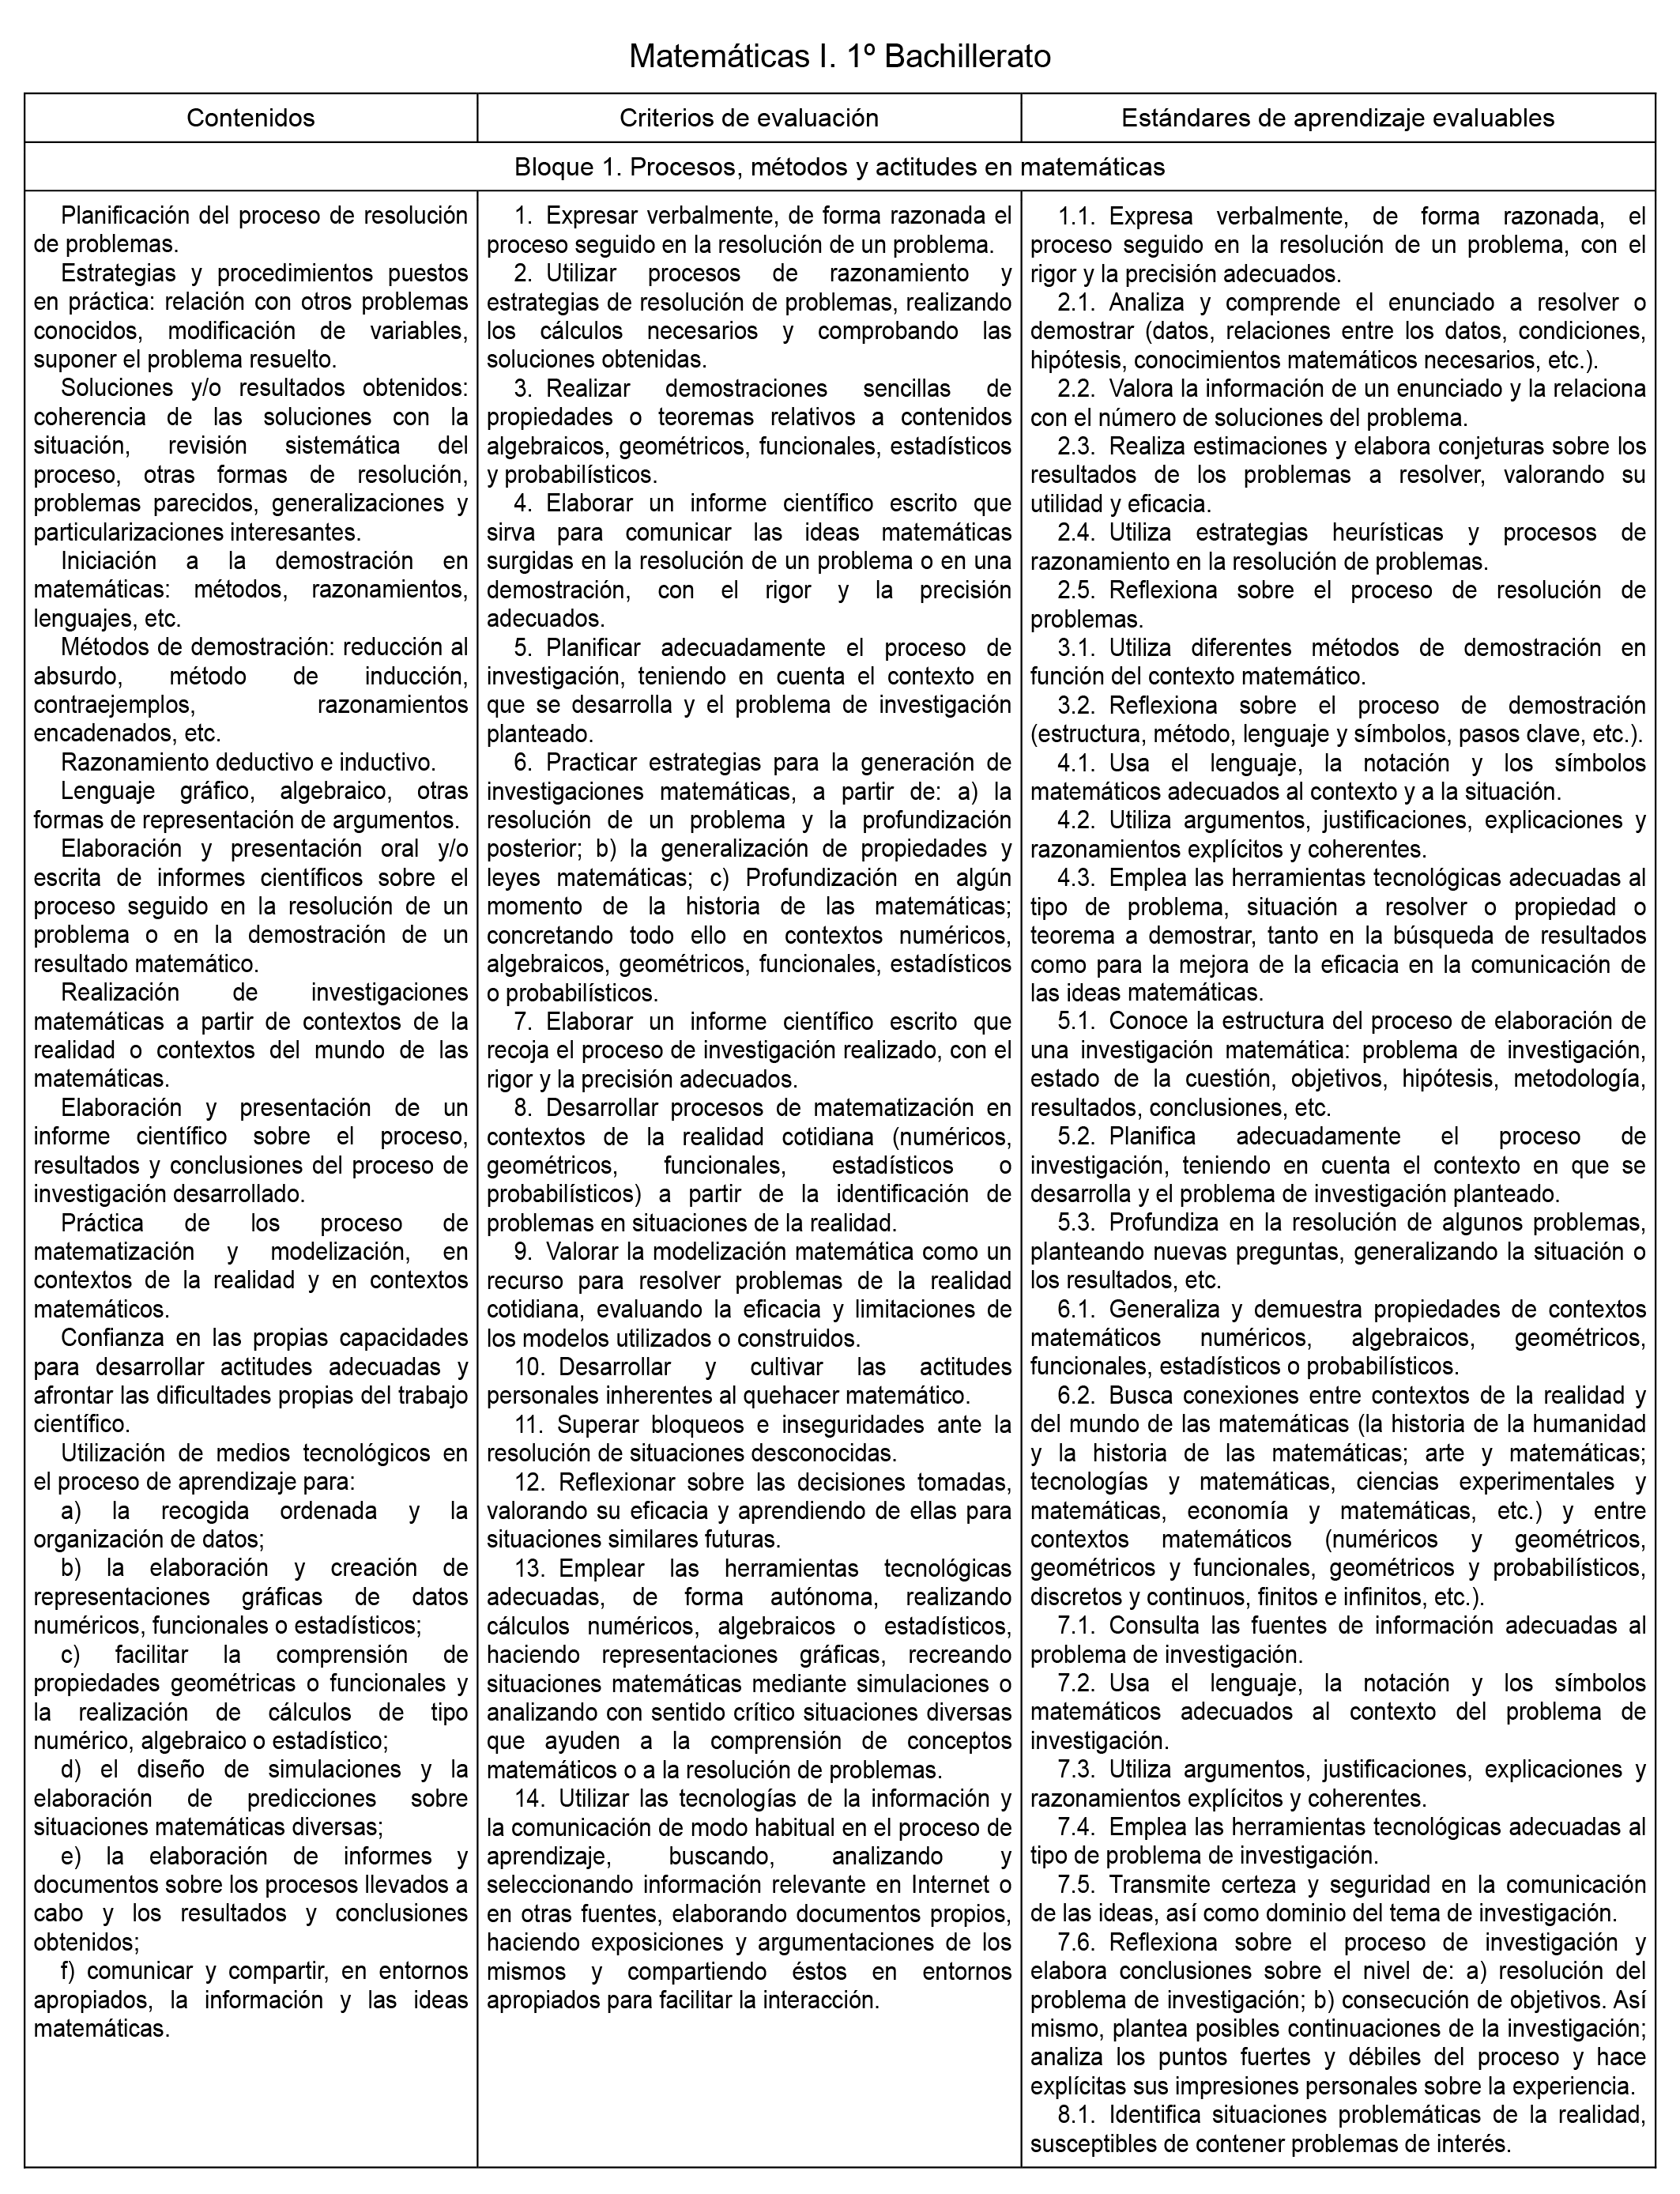 Matemáticas I. 1º Bachillerato
Contenidos
Criterios de evaluación
Estándares de aprendizaje evaluables
Bloque 1. Procesos, métodos y actitudes en matemáticas
Planificación del proceso de resolución
de problemas.
Estrategias y procedimientos puestos
en práctica: relación con otros problemas
conocidos, modificación de variables,
suponer el problema resuelto.
Soluciones y/o resultados obtenidos:
coherencia de las soluciones con la
situación, revisión sistemática del
proceso, otras formas de resolución,
problemas parecidos, generalizaciones y
particularizaciones interesantes.
Iniciación a la demostración en
matemáticas: métodos, razonamientos,
lenguajes, etc.
Métodos de demostración: reducción al
absurdo, método de inducción,
contraejemplos, razonamientos
encadenados, etc.
Razonamiento deductivo e inductivo.
Lenguaje gráfico, algebraico, otras
formas de representación de argumentos.
Elaboración y presentación oral y/o
escrita de informes científicos sobre el
proceso seguido en la resolución de un
problema o en la demostración de un
resultado matemático.
Realización de investigaciones
matemáticas a partir de contextos de la
realidad o contextos del mundo de las
matemáticas.
Elaboración y presentación de un
informe científico sobre el proceso,
resultados y conclusiones del proceso de
investigación desarrollado.
Práctica de los proceso de
matematización y modelización, en
contextos de la realidad y en contextos
matemáticos.
Confianza en las propias capacidades
para desarrollar actitudes adecuadas y
afrontar las dificultades propias del trabajo
científico.
Utilización de medios tecnológicos en
el proceso de aprendizaje para:
a) la recogida ordenada y la
organización de datos;
b) la elaboración y creación de
representaciones gráficas de datos
numéricos, funcionales o estadísticos;
c) facilitar la comprensión de
propiedades geométricas o funcionales y
la realización de cálculos de tipo
numérico, algebraico o estadístico;
d) el diseño de simulaciones y la
elaboración de predicciones sobre
situaciones matemáticas diversas;
e) la elaboración de informes y
documentos sobre los procesos llevados a
cabo y los resultados y conclusiones
obtenidos;
f) comunicar y compartir, en entornos
apropiados, la información y las ideas
matemáticas.
1. Expresar verbalmente, de forma razonada el
proceso seguido en la resolución de un problema.
2. Utilizar procesos de razonamiento y
estrategias de resolución de problemas, realizando
los cálculos necesarios y comprobando las
soluciones obtenidas.
3. Realizar demostraciones sencillas de
propiedades o teoremas relativos a contenidos
algebraicos, geométricos, funcionales, estadísticos
y probabilísticos.
4. Elaborar un informe científico escrito que
sirva para comunicar las ideas matemáticas
surgidas en la resolución de un problema o en una
demostración, con el rigor y la precisión
adecuados.
5. Planificar adecuadamente el proceso de
investigación, teniendo en cuenta el contexto en
que se desarrolla y el problema de investigación
planteado.
6. Practicar estrategias para la generación de
investigaciones matemáticas, a partir de: a) la
resolución de un problema y la profundización
posterior; b) la generalización de propiedades y
leyes matemáticas; c) Profundización en algún
momento de la historia de las matemáticas;
concretando todo ello en contextos numéricos,
algebraicos, geométricos, funcionales, estadísticos
o probabilísticos.
7. Elaborar un informe científico escrito que
recoja el proceso de investigación realizado, con el
rigor y la precisión adecuados.
8. Desarrollar procesos de matematización en
contextos de la realidad cotidiana (numéricos,
geométricos, funcionales, estadísticos o
probabilísticos) a partir de la identificación de
problemas en situaciones de la realidad.
9. Valorar la modelización matemática como un
recurso para resolver problemas de la realidad
cotidiana, evaluando la eficacia y limitaciones de
los modelos utilizados o construidos.
10. Desarrollar y cultivar las actitudes
personales inherentes al quehacer matemático.
11. Superar bloqueos e inseguridades ante la
resolución de situaciones desconocidas.
12. Reflexionar sobre las decisiones tomadas,
valorando su eficacia y aprendiendo de ellas para
situaciones similares futuras.
13. Emplear las herramientas tecnológicas
adecuadas, de forma autónoma, realizando
cálculos numéricos, algebraicos o estadísticos,
haciendo representaciones gráficas, recreando
situaciones matemáticas mediante simulaciones o
analizando con sentido crítico situaciones diversas
que ayuden a la comprensión de conceptos
matemáticos o a la resolución de problemas.
14. Utilizar las tecnologías de la información y
la comunicación de modo habitual en el proceso de
aprendizaje, buscando, analizando y
seleccionando información relevante en Internet o
en otras fuentes, elaborando documentos propios,
haciendo exposiciones y argumentaciones de los
mismos y compartiendo éstos en entornos
apropiados para facilitar la interacción.
1.1. Expresa verbalmente, de forma razonada, el
proceso seguido en la resolución de un problema, con el
rigor y la precisión adecuados.
2.1. Analiza y comprende el enunciado a resolver o
demostrar (datos, relaciones entre los datos, condiciones,
hipótesis, conocimientos matemáticos necesarios, etc.).
2.2. Valora la información de un enunciado y la relaciona
con el número de soluciones del problema.
2.3. Realiza estimaciones y elabora conjeturas sobre los
resultados de los problemas a resolver, valorando su
utilidad y eficacia.
2.4. Utiliza estrategias heurísticas y procesos de
razonamiento en la resolución de problemas.
2.5. Reflexiona sobre el proceso de resolución de
problemas.
3.1. Utiliza diferentes métodos de demostración en
función del contexto matemático.
3.2. Reflexiona sobre el proceso de demostración
(estructura, método, lenguaje y símbolos, pasos clave, etc.).
4.1. Usa el lenguaje, la notación y los símbolos
matemáticos adecuados al contexto y a la situación.
4.2. Utiliza argumentos, justificaciones, explicaciones y
razonamientos explícitos y coherentes.
4.3. Emplea las herramientas tecnológicas adecuadas al
tipo de problema, situación a resolver o propiedad o
teorema a demostrar, tanto en la búsqueda de resultados
como para la mejora de la eficacia en la comunicación de
las ideas matemáticas.
5.1. Conoce la estructura del proceso de elaboración de
una investigación matemática: problema de investigación,
estado de la cuestión, objetivos, hipótesis, metodología,
resultados, conclusiones, etc.
5.2. Planifica adecuadamente el proceso de
investigación, teniendo en cuenta el contexto en que se
desarrolla y el problema de investigación planteado.
5.3. Profundiza en la resolución de algunos problemas,
planteando nuevas preguntas, generalizando la situación o
los resultados, etc.
6.1. Generaliza y demuestra propiedades de contextos
matemáticos numéricos, algebraicos, geométricos,
funcionales, estadísticos o probabilísticos.
6.2. Busca conexiones entre contextos de la realidad y
del mundo de las matemáticas (la historia de la humanidad
y la historia de las matemáticas; arte y matemáticas;
tecnologías y matemáticas, ciencias experimentales y
matemáticas, economía y matemáticas, etc.) y entre
contextos matemáticos (numéricos y geométricos,
geométricos y funcionales, geométricos y probabilísticos,
discretos y continuos, finitos e infinitos, etc.).
7.1. Consulta las fuentes de información adecuadas al
problema de investigación.
7.2. Usa el lenguaje, la notación y los símbolos
matemáticos adecuados al contexto del problema de
investigación.
7.3. Utiliza argumentos, justificaciones, explicaciones y
razonamientos explícitos y coherentes.
7.4. Emplea las herramientas tecnológicas adecuadas al
tipo de problema de investigación.
7.5. Transmite certeza y seguridad en la comunicación
de las ideas, así como dominio del tema de investigación.
7.6. Reflexiona sobre el proceso de investigación y
elabora conclusiones sobre el nivel de: a) resolución del
problema de investigación; b) consecución de objetivos. Así
mismo, plantea posibles continuaciones de la investigación;
analiza los puntos fuertes y débiles del proceso y hace
explícitas sus impresiones personales sobre la experiencia.
8.1. Identifica situaciones problemáticas de la realidad,
susceptibles de contener problemas de interés.